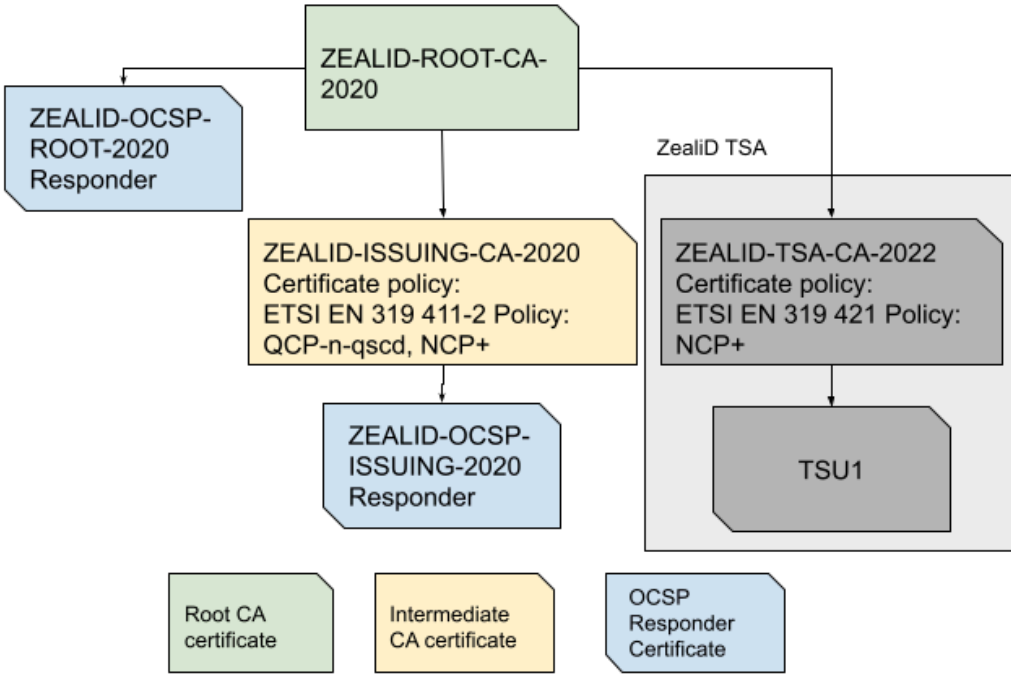 ZEALID-ROOT-CA-
2020
ZEALID-OCSP-
ROOT-2020
Responder
ZealiD TSA
ZEALID-ISSUING-CA-2020
Certificate policy:
ETSI EN 319 411-2 Policy:
QCP-n-qscd, NCP+
ZEALID-TSA-CA-2022
Certificate policy:
ETSI EN 319 421 Policy:
NCP+
ZEALID-OCSP-
ISSUING-2020
Responder
TSU1
Root CA
certificate
Intermediate
CA certificate
OCSP
Responder
Certificate